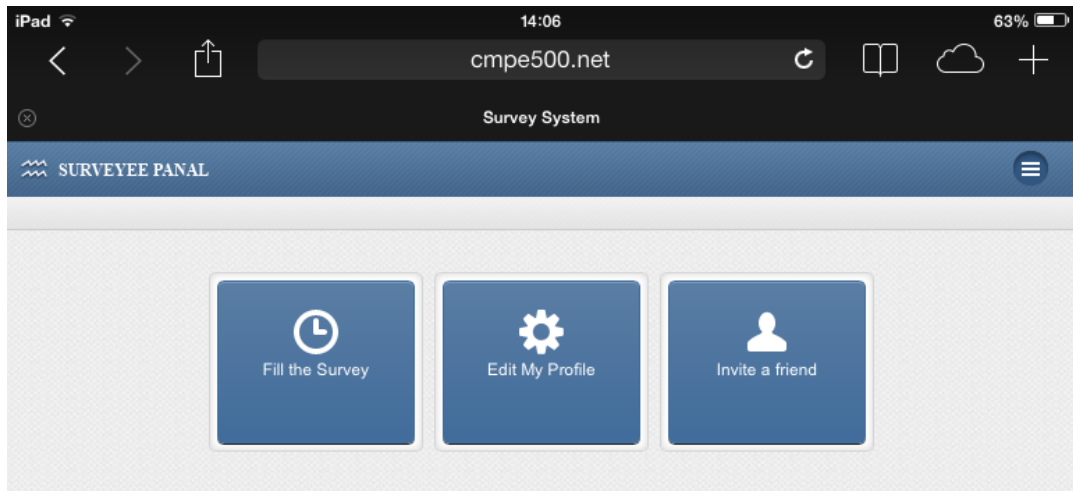 iPad 14:06 63%
cmpe500.net
Survey System
SURVEYEE PANAL
Fill the Survey Edit My Profile Invite a friend